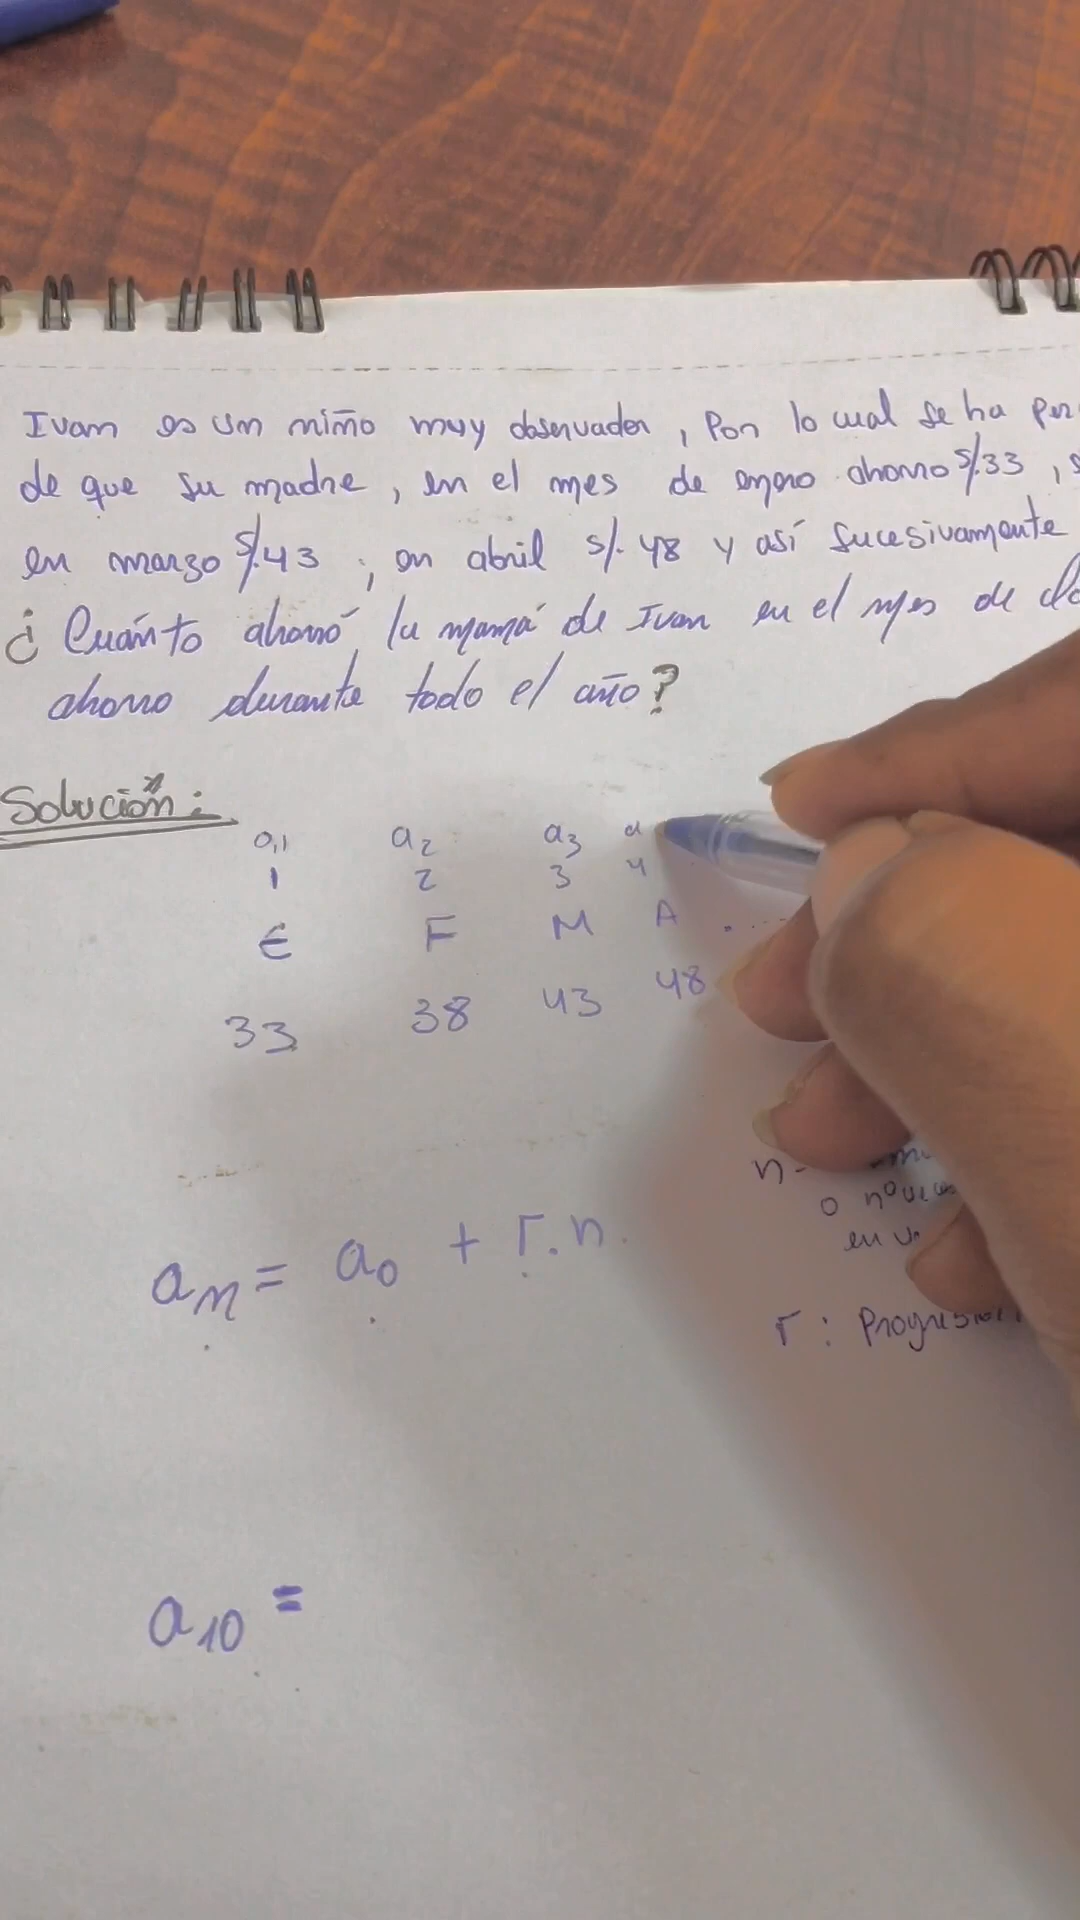 Ivan es un niño muy observador, Por lo cual se ha
de que su madre, en el mes de enero ahorro S/.33,
en marzo S/.43; en abril S/. 48 y así sucesivamente
¿Cuánto ahorró la mamá de Ivan en el mes de
ahorro durante todo el año?
Solución:
a1 a2 a3 a
1 2 3 4
E F M A . . . .
33 38 43 48
n
o nº
en
an = a0 + r.n.
r:
a10 =